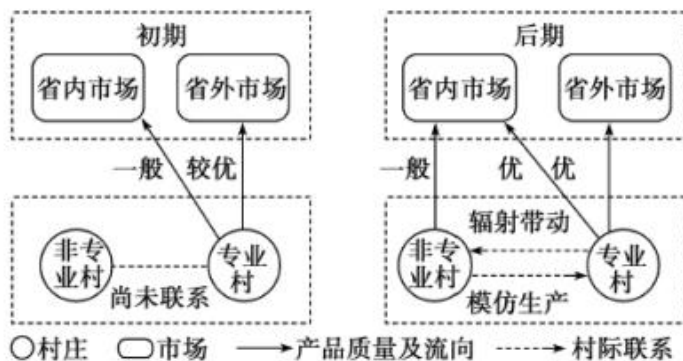 初期
省内市场 省外市场
一般 较优
非专业村 专业村
尚未联系
后期
省内市场 省外市场
一般 优 优
辐射带动
非专业村 专业村
模仿生产
村庄 市场 产品质量及流向 村际联系